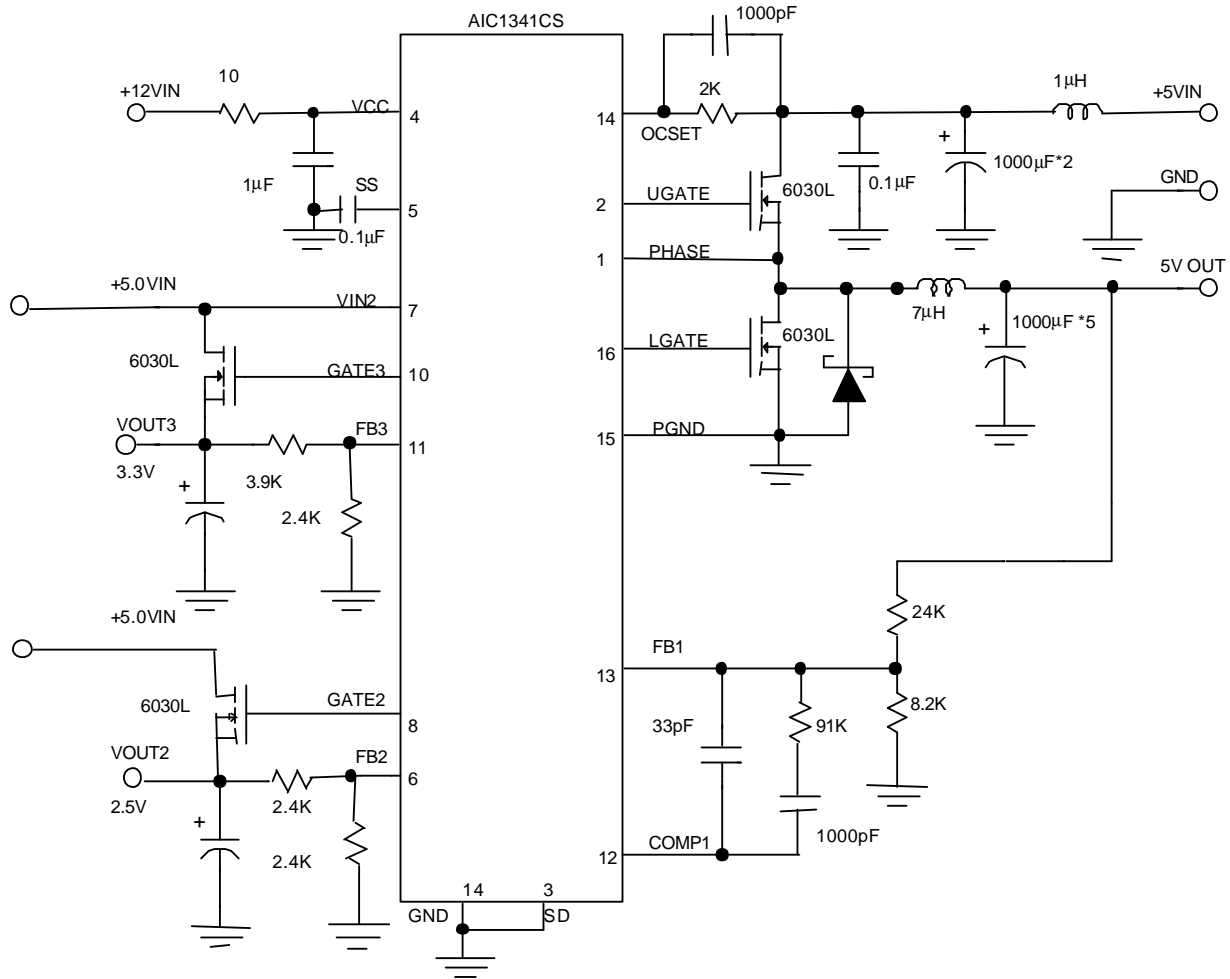 AIC1341CS
1000pF
10
+12VIN
VCC
4
1μF
SS
5
0.1μF
+5.0VIN
VIN2
7
6030L
GATE3
10
VOUT3
FB3
11
3.3V
+
3.9K
2.4K
+5.0VIN
6030L
GATE2
8
VOUT2
FB2
6
2.5V
2.4K
+
2.4K
14
3
GND
SD
2K
1μH
+5VIN
14
OCSET
+
1000μF*2
6030L
0.1μF
GND
2
UGATE
1
PHASE
5V OUT
7μH
1000μF *5
+
16
LGATE
6030L
15
PGND
24K
FB1
13
8.2K
33pF
91K
1000pF
COMP1
12